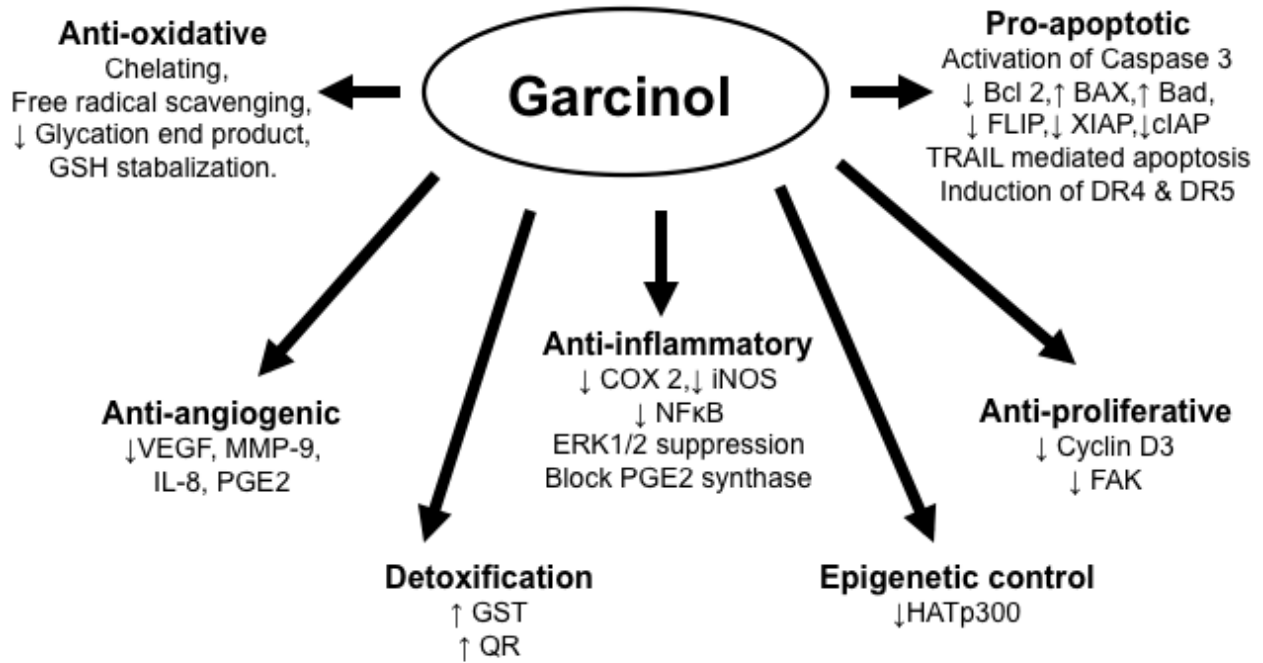 Garcinol
Anti-oxidative
Chelating,
Free radical scavenging,
↓ Glycation end product,
GSH stabalization.
Pro-apoptotic
Activation of Caspase 3
↓ Bcl 2,↑ BAX,↑ Bad,
↓ FLIP,↓ XIAP,↓cIAP
TRAIL mediated apoptosis
Induction of DR4 & DR5
Anti-angiogenic
↓VEGF, MMP-9,
IL-8, PGE2
Anti-inflammatory
↓ COX 2,↓ iNOS
↓ NFκB
ERK1/2 suppression
Block PGE2 synthase
Anti-proliferative
↓ Cyclin D3
↓ FAK
Detoxification
↑ GST
↑ QR
Epigenetic control
↓HATp300